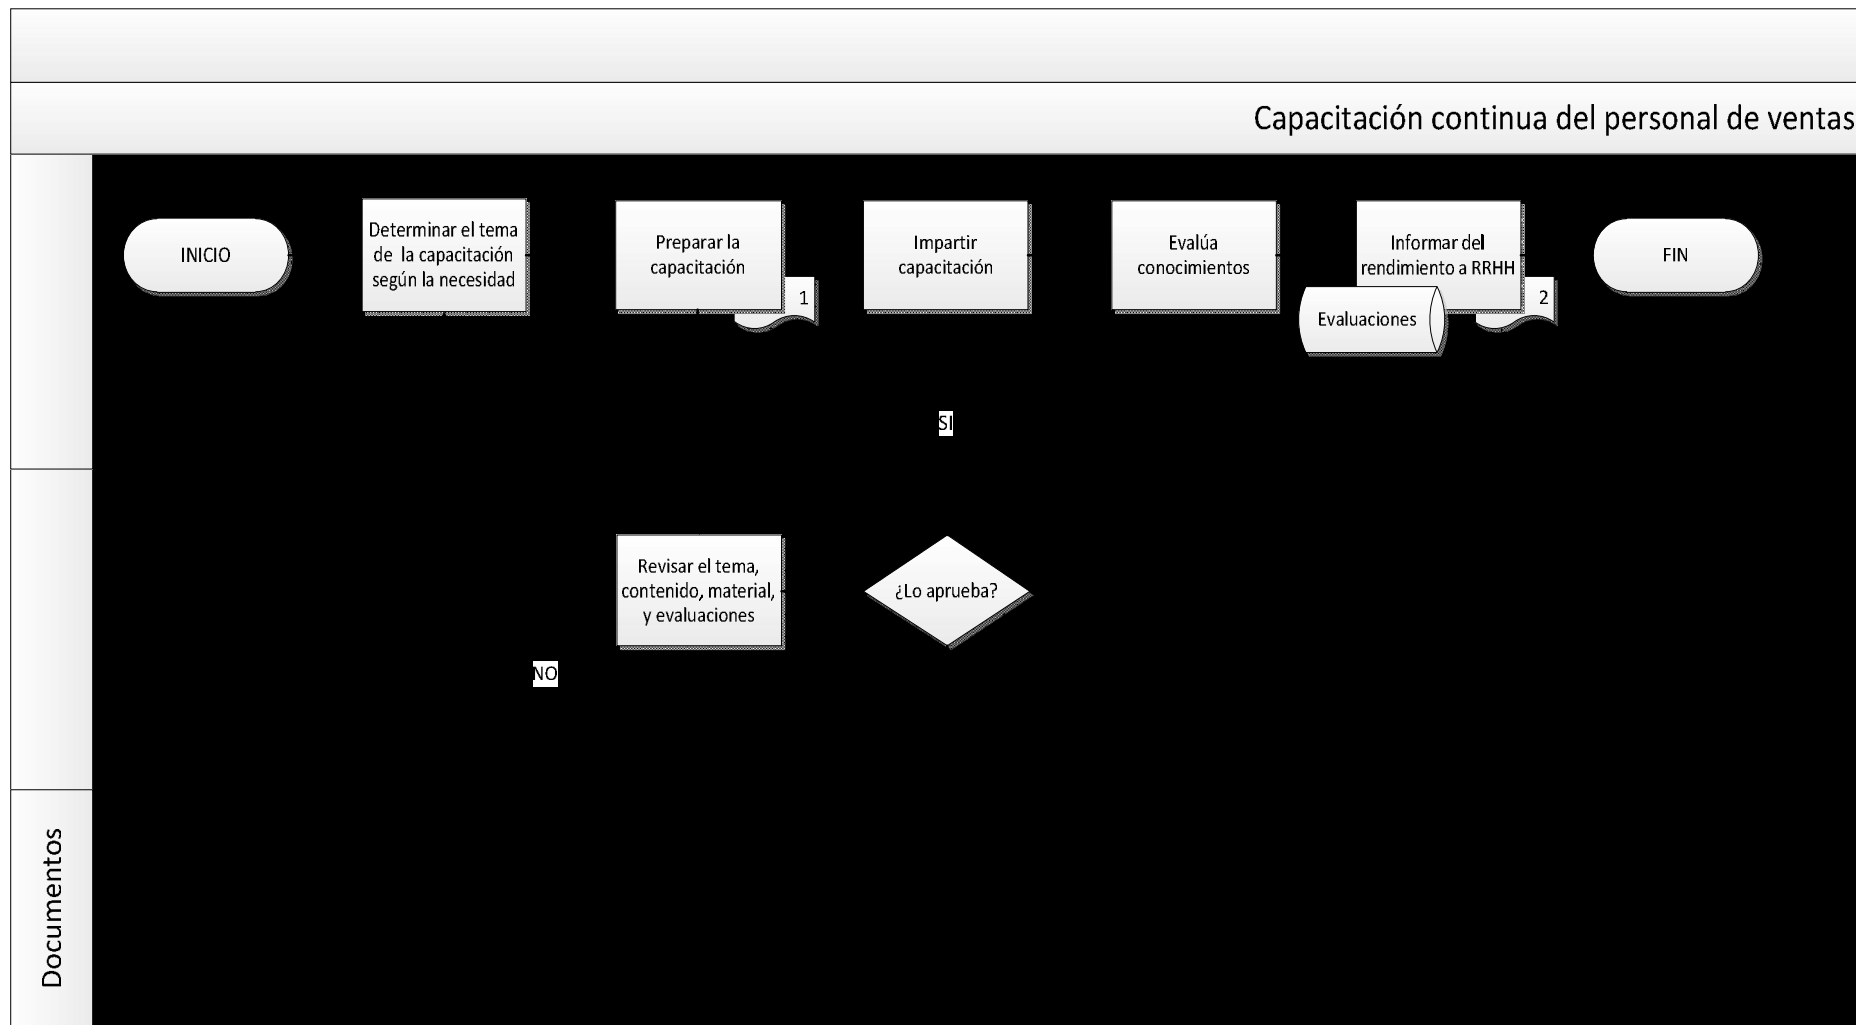 Capacitación continua del personal de ventas
INICIO
Determinar el tema
de la capacitación
según la necesidad
Preparar la
capacitación
1
Impartir
capacitación
Evalúa
conocimientos
Informar del
rendimiento a RRHH
2
Evaluaciones
FIN
SI
Revisar el tema,
contenido, material,
y evaluaciones
¿Lo aprueba?
NO
Documentos